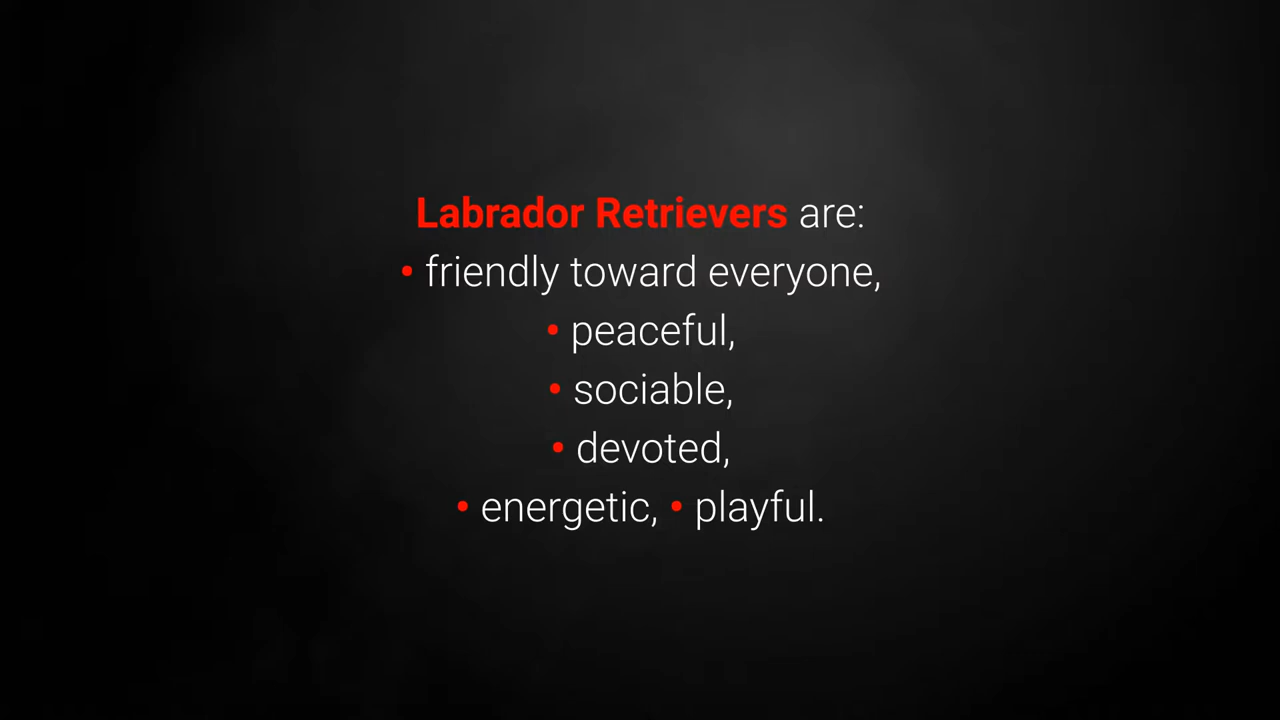 Labrador Retrievers are:
• friendly toward everyone,
• peaceful,
• sociable,
• devoted,
• energetic, • playful.